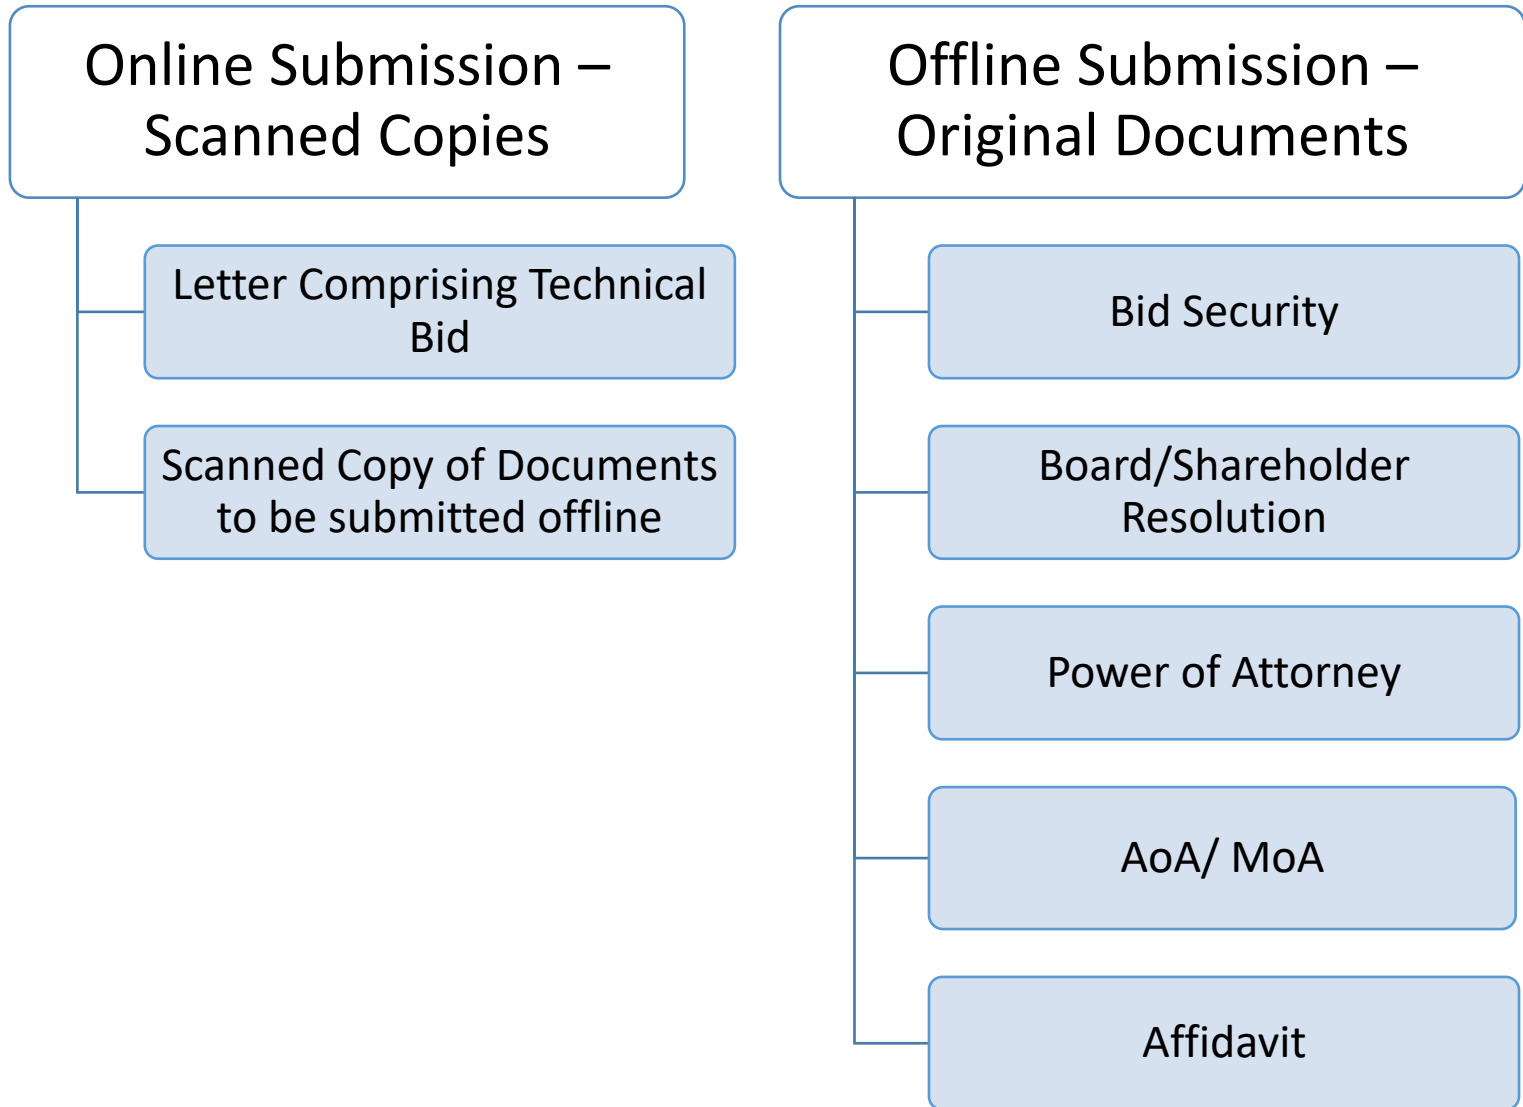 Online Submission –
Scanned Copies
Letter Comprising Technical
Bid
Scanned Copy of Documents
to be submitted offline
Offline Submission –
Original Documents
Bid Security
Board/Shareholder
Resolution
Power of Attorney
AoA/ MoA
Affidavit